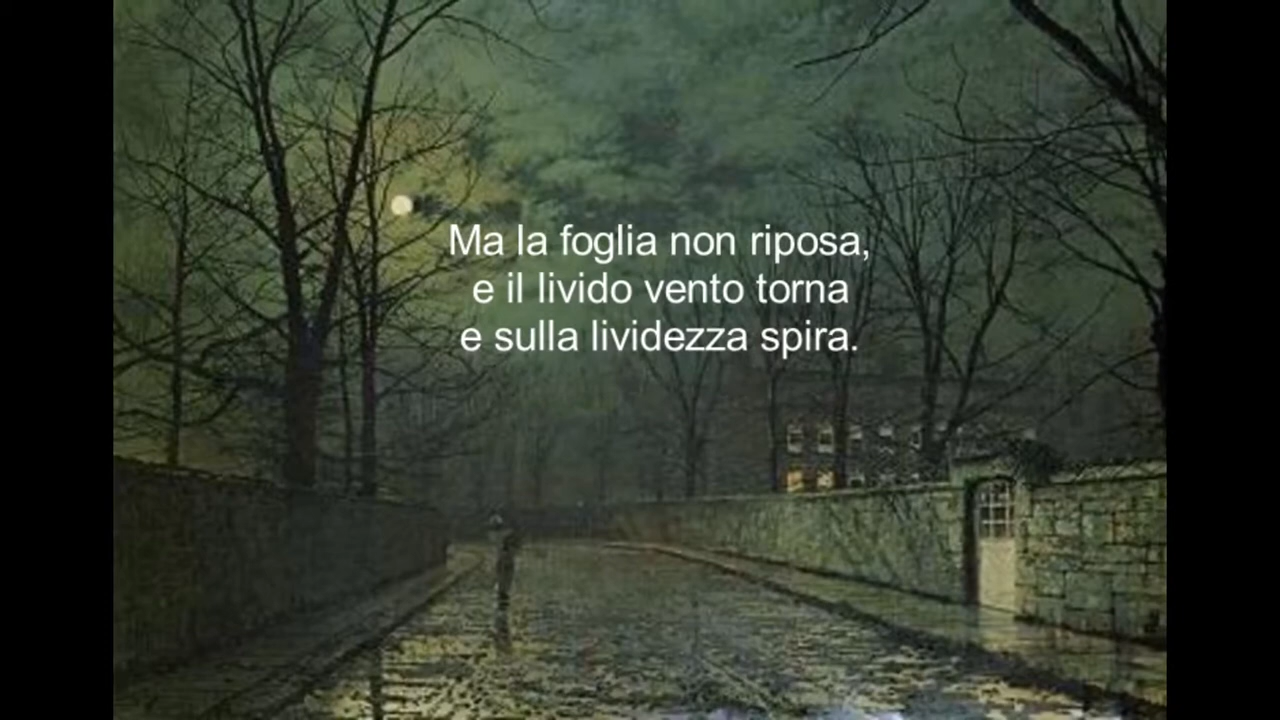 Ma la foglia non riposa,
e il livido vento torna
e sulla lividezza spira.